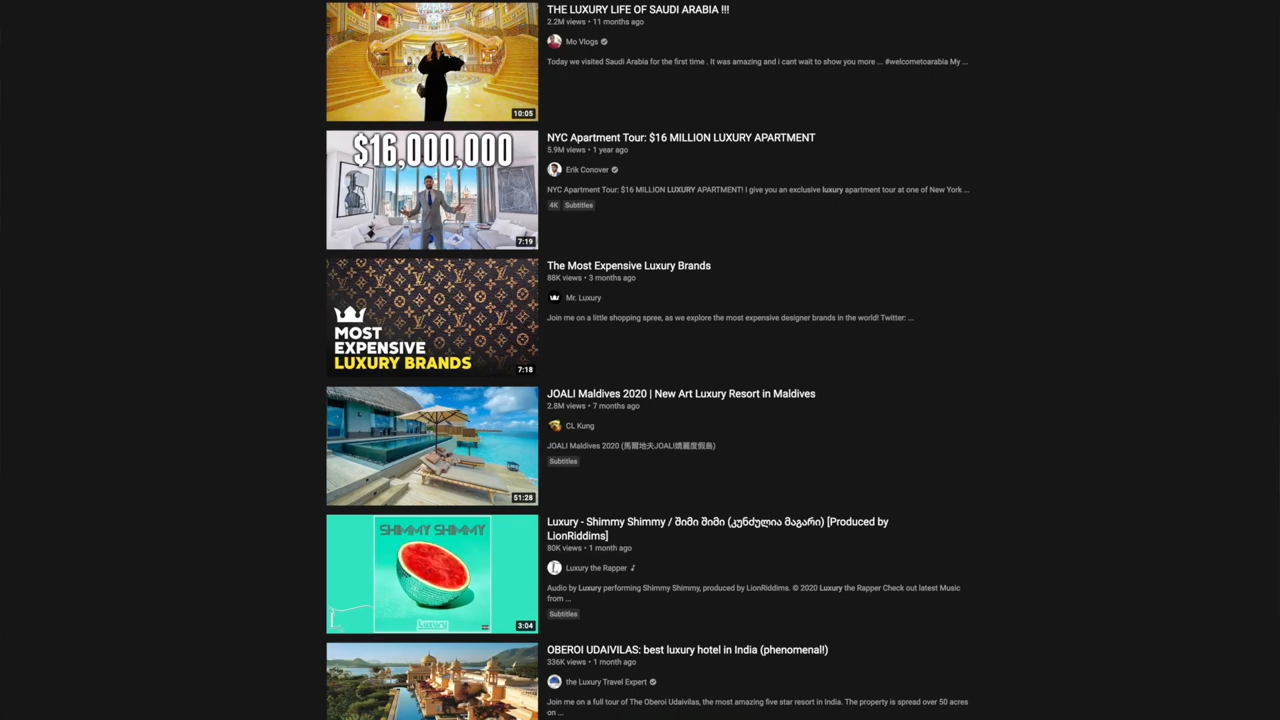 THE LUXURY LIFE OF SAUDI ARABIA !!!
2.2M views • 11 months ago
Mo Vlogs
Today we visited Saudi Arabia for the first time . It was amazing and i cant wait to show you more ... #welcometoarabia My ...
10:05
$16,000,000
7:19
NYC Apartment Tour: $16 MILLION LUXURY APARTMENT
5.9M views • 1 year ago
Erik Conover
NYC Apartment Tour: $16 MILLION LUXURY APARTMENT! I give you an exclusive luxury apartment tour at one of New York ...
4K Subtitles
MOST
EXPENSIVE
LUXURY BRANDS
7:18
The Most Expensive Luxury Brands
88K views • 3 months ago
Mr. Luxury
Join me on a little shopping spree, as we explore the most expensive designer brands in the world! Twitter: ...
51:28
JOALI Maldives 2020 | New Art Luxury Resort in Maldives
2.8M views • 7 months ago
CL Kung
JOALI Maldives 2020 (馬爾地夫JOALI嬌麗度假島)
Subtitles
SHIMMY SHIMMY
Luxury
3:04
Luxury - Shimmy Shimmy / შიმი შიმი (კუნძულია მაგარი) [Produced by
LionRiddims]
80K views • 1 month ago
Luxury the Rapper
Audio by Luxury performing Shimmy Shimmy, produced by LionRiddims. © 2020 Luxury the Rapper Check out latest Music
from ...
Subtitles
OBEROI UDAIVILAS: best luxury hotel in India (phenomenal!)
336K views • 1 month ago
the Luxury Travel Expert
Join me on a full tour of The Oberoi Udaivilas, the most amazing five star resort in India. The property is spread over 50 acres
on ...